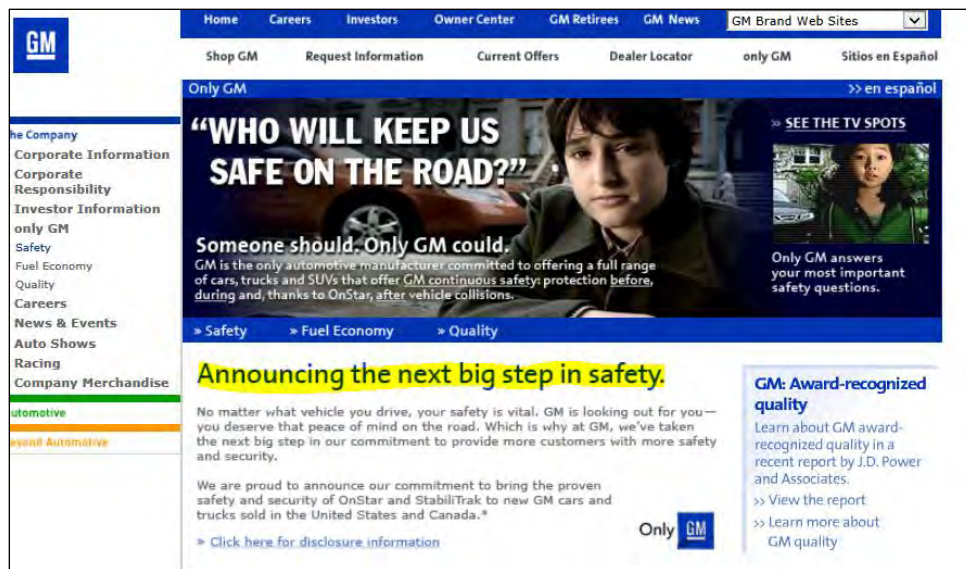 GM
Home Careers Investors Owner Center GM Retirees GM News GM Brand Web Sites
Shop GM Request Information Current Offers Dealer Locator only GM Sitios en Español
Only GM >> en español
he Company
Corporate Information
Corporate
Responsibility
Investor Information
only GM
Safety
Fuel Economy
Quality
Careers
News & Events
Auto Shows
Racing
Company Merchandise
utomotive
eyond Automotive
“WHO WILL KEEP US
SAFE ON THE ROAD?”
Someone should. Only GM could.
GM is the only automotive manufacturer committed to offering a full range
of cars, trucks and SUVs that offer GM continuous safety: protection before,
during and, thanks to OnStar, after vehicle collisions.
» SEE THE TV SPOTS
Only GM answers
your most important
safety questions.
» Safety » Fuel Economy » Quality
Announcing the next big step in safety.
No matter what vehicle you drive, your safety is vital. GM is looking out for you—
you deserve that peace of mind on the road. Which is why at GM, we’ve taken
the next big step in our commitment to provide more customers with more safety
and security.
We are proud to announce our commitment to bring the proven
safety and security of OnStar and StabiliTrak to new GM cars and
trucks sold in the United States and Canada.*
» Click here for disclosure information
Only GM
GM: Award-recognized
quality
Learn about GM award-
recognized quality in a
recent report by J.D. Power
and Associates.
>> View the report
>> Learn more about
GM quality